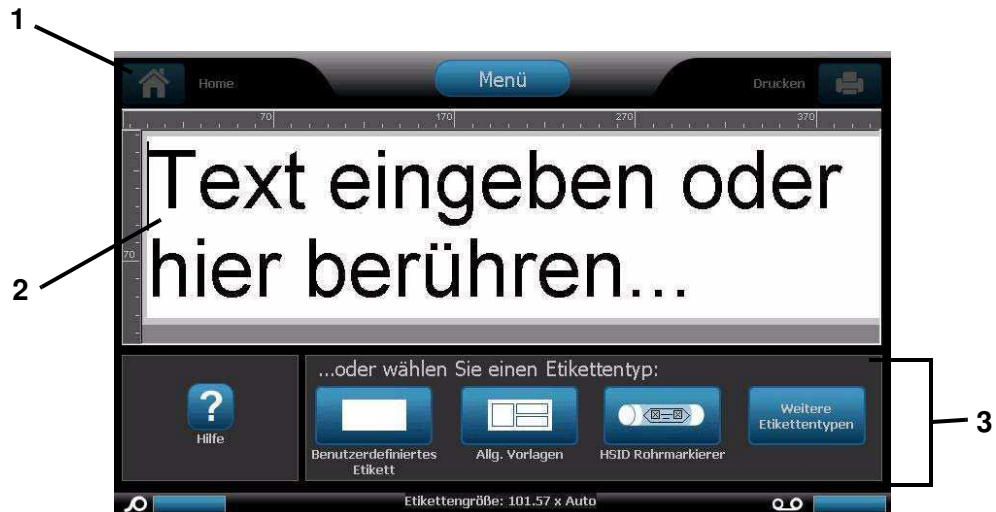 1
Home
Menü
Drucken
70 170 270 370
Text eingeben oder
hier berühren...
70
2
...oder wählen Sie einen Etikettentyp:
?
Hilfe
Benutzerdefiniertes
Etikett
Allg. Vorlagen
HSID Rohrmarkierer
Weitere
Etikettentypen
3
Etikettengröße: 101.57 x Auto